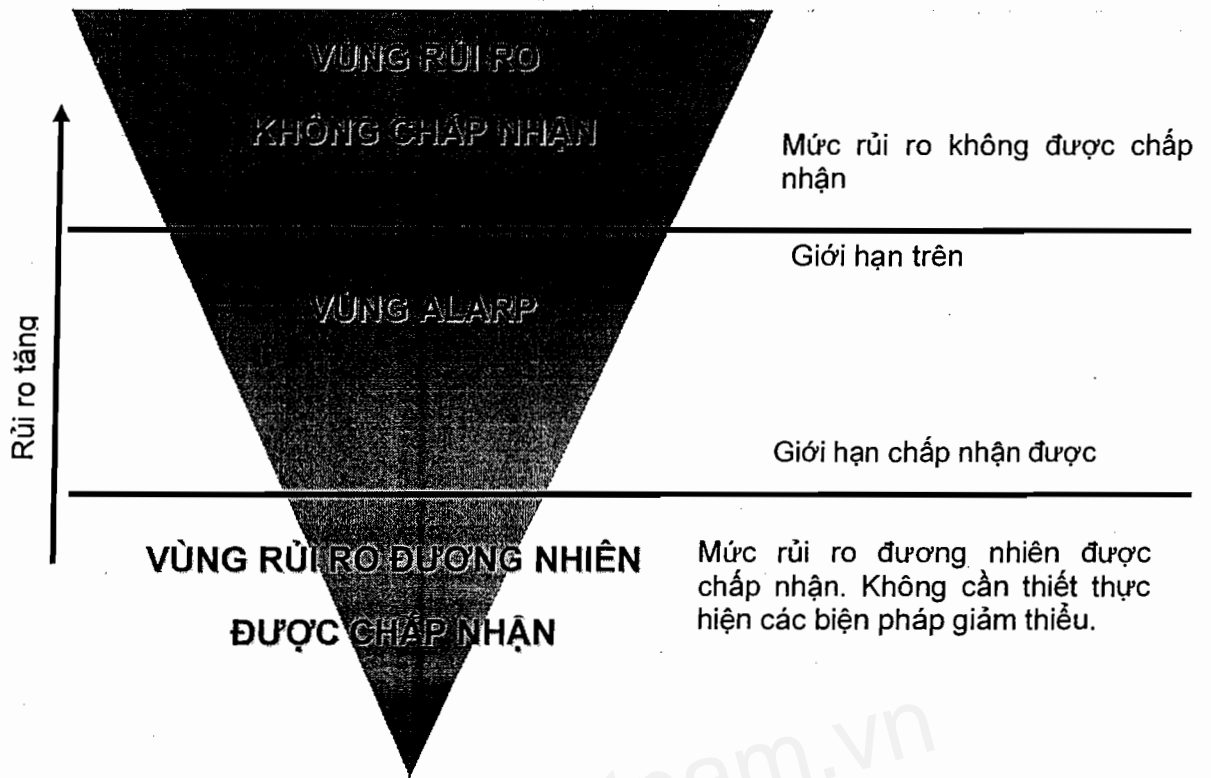 VÙNG RỦI RO
KHÔNG CHẤP NHẬN
Mức rủi ro không được chấp
nhận
Giới hạn trên
VÙNG ALARP
Rủi ro tăng
Giới hạn chấp nhận được
VÙNG RỦI RO ĐƯƠNG NHIÊN
ĐƯỢC CHẤP NHẬN
Mức rủi ro đương nhiên được
chấp nhận. Không cần thiết thực
hiện các biện pháp giảm thiểu.